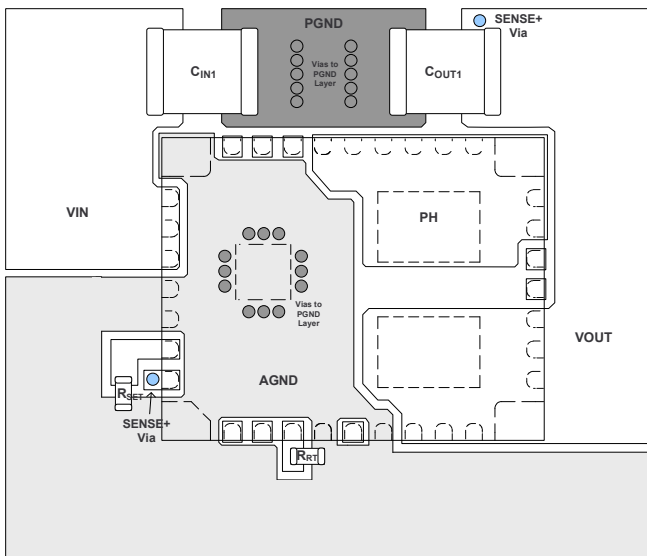 PGND
SENSE+
Via
CIN1
Vias to
PGND
Layer
COUT1
VIN
PH
Vias to
PGND
Layer
VOUT
AGND
RSET
SENSE+
Via
RRT